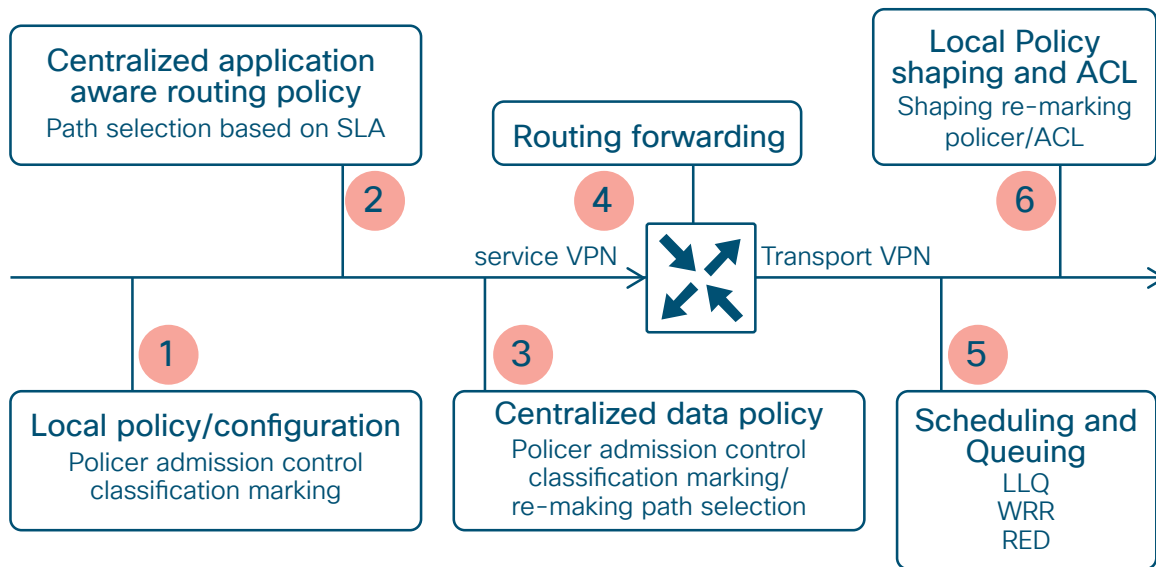 Centralized application
aware routing policy
Path selection based on SLA
2
Routing forwarding
4
Local Policy
shaping and ACL
Shaping re-marking
policer/ACL
6
service VPN
Transport VPN
1
Local policy/configuration
Policer admission control
classification marking
3
Centralized data policy
Policer admission control
classification marking/
re-making path selection
5
Scheduling and
Queuing
LLQ
WRR
RED